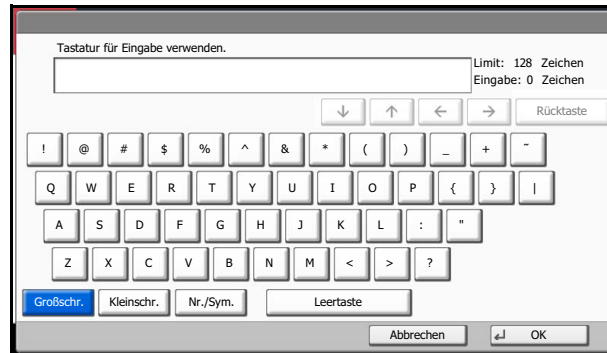 Tastatur für Eingabe verwenden.
Limit: 128 Zeichen
Eingabe: 0 Zeichen
↓ ↑ ← → Rücktaste
! @ # $ % ^ & * ( ) _ + ~
Q W E R T Y U I O P { } |
A S D F G H J K L : "
Z X C V B N M < > ?
Großschr. Kleinschr. Nr./Sym. Leertaste
Abbrechen OK